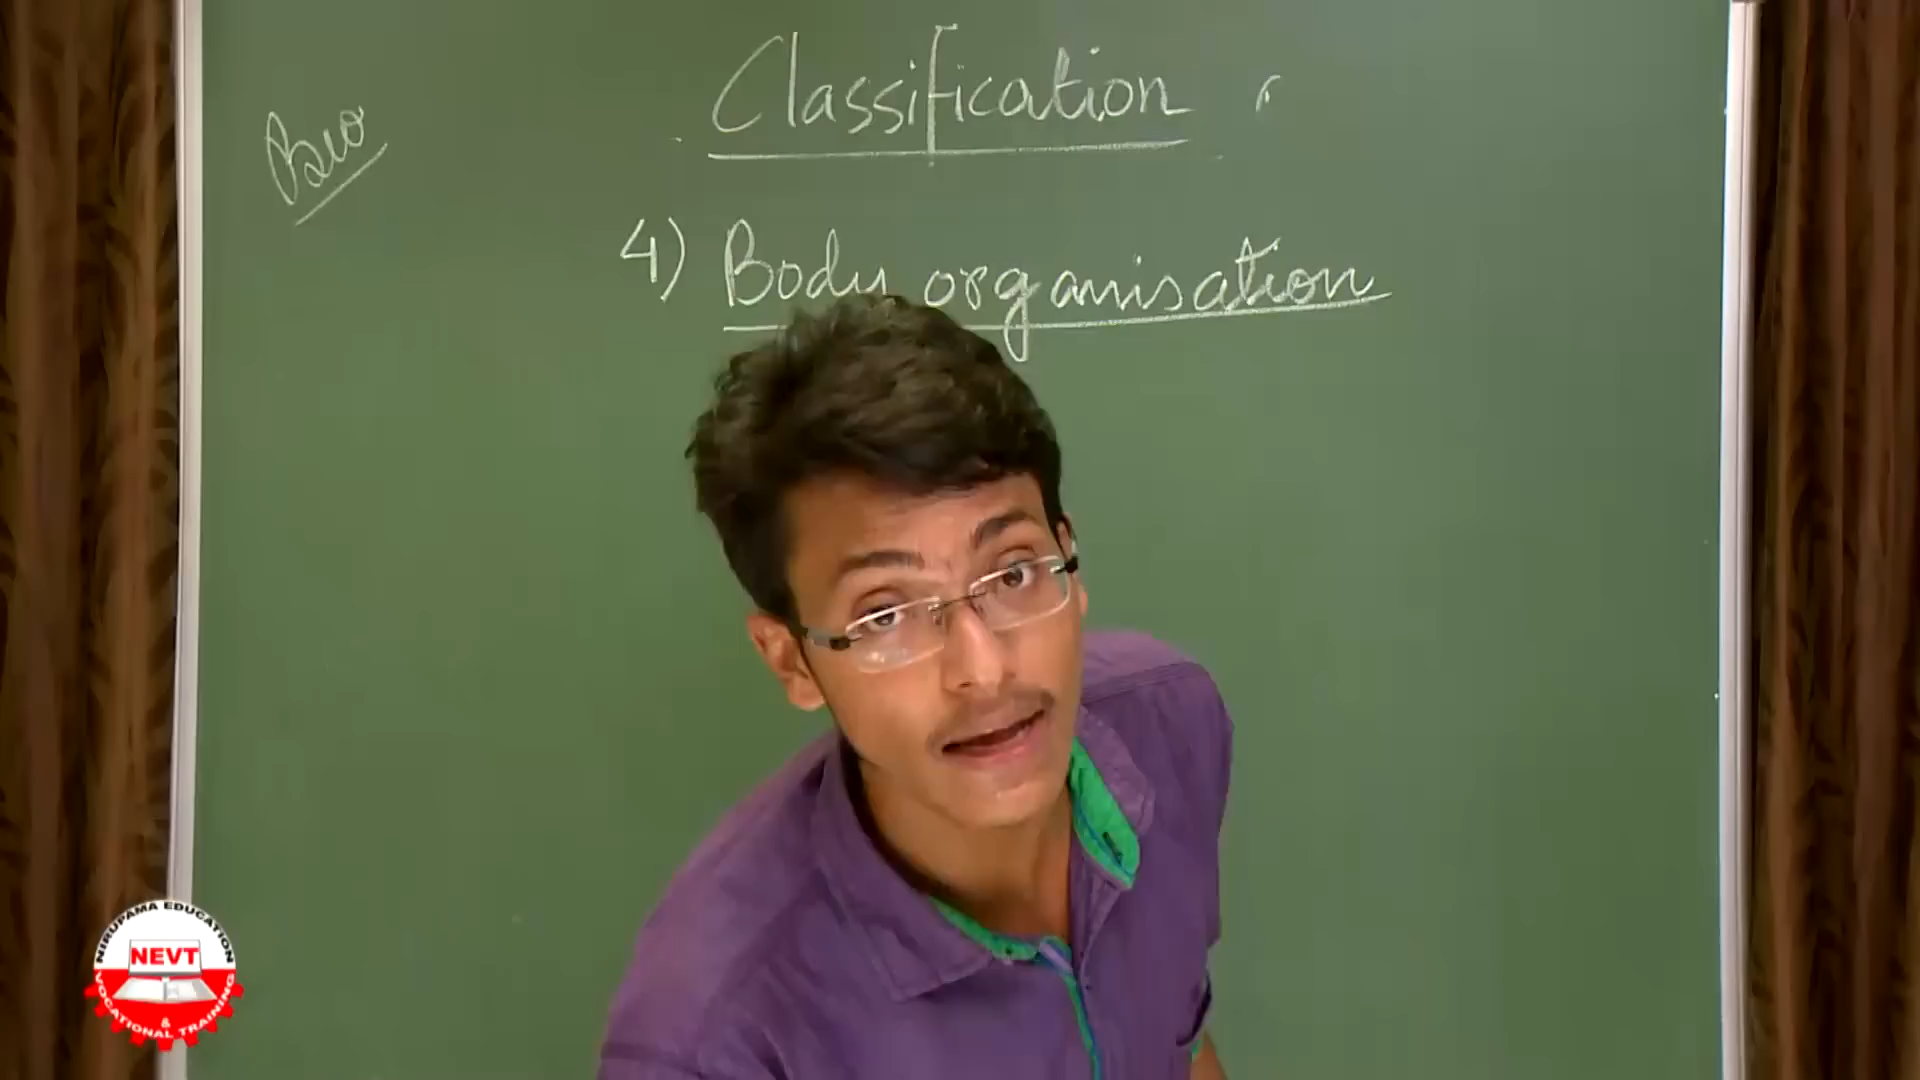 Classification
Bio
4) Body organisation
NIRUPAMA EDUCATION
NEVT
& VOCATIONAL TRAINING